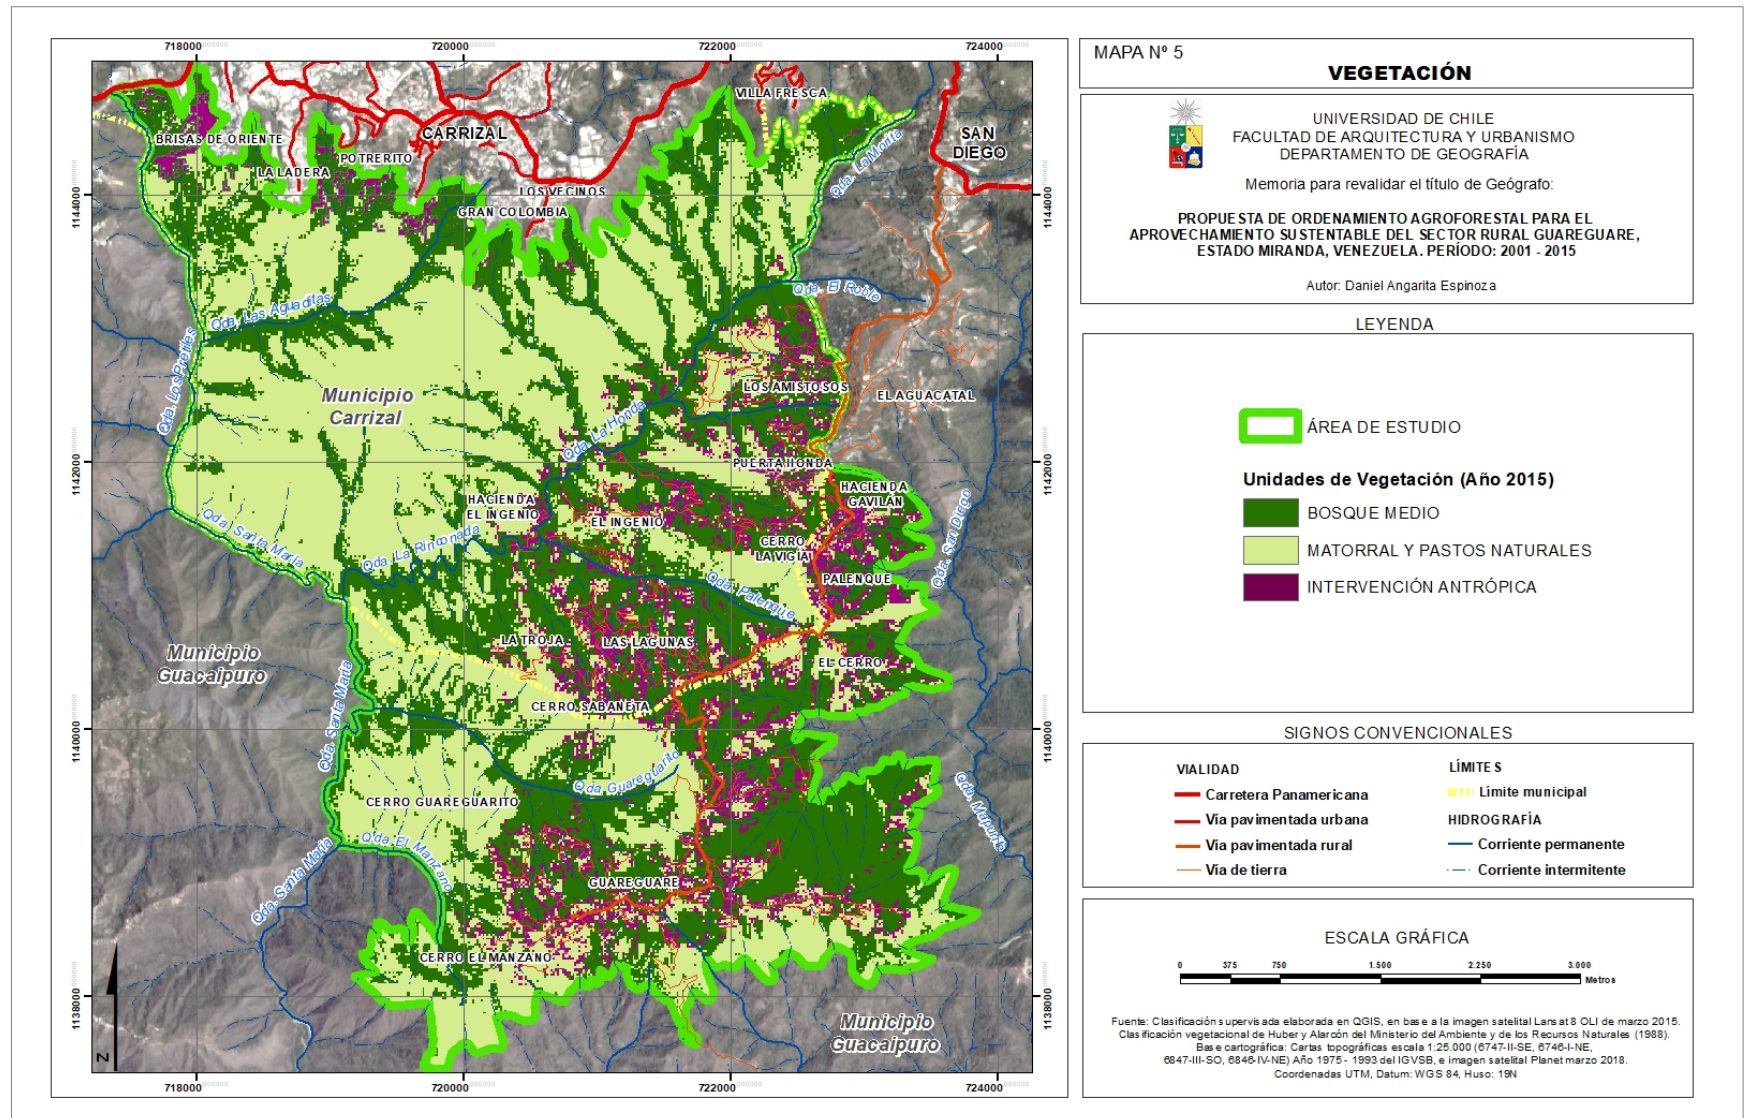 MAPA Nº 5
VEGETACIÓN
UNIVERSIDAD DE CHILE
FACULTAD DE ARQUITECTURA Y URBANISMO
DEPARTAMENTO DE GEOGRAFÍA
Memoria para revalidar el título de Geógrafo:
PROPUESTA DE ORDENAMIENTO AGROFORESTAL PARA EL
APROVECHAMIENTO SUSTENTABLE DEL SECTOR RURAL GUAREGUARE,
ESTADO MIRANDA, VENEZUELA. PERÍODO: 2001 - 2015
Autor: Daniel Angarita Espinoza
LEYENDA
ÁREA DE ESTUDIO
Unidades de Vegetación (Año 2015)
BOSQUE MEDIO
MATORRAL Y PASTOS NATURALES
INTERVENCIÓN ANTRÓPICA
SIGNOS CONVENCIONALES
VIALIDAD
Carretera Panamericana
Vía pavimentada urbana
Vía pavimentada rural
Vía de tierra
LÍMITES
Límite municipal
HIDROGRAFÍA
Corriente permanente
Corriente intermitente
ESCALA GRÁFICA
0 375 750 1.500 2.250 3.000
Metros
Fuente: Clasificación supervisada elaborada en QGIS, en base a la imagen satelital Lansat 8 OLI de marzo 2015.
Clasificación vegetacional de Huber y Alarcón del Ministerio del Ambiente y de los Recursos Naturales (1988).
Base cartográfica: Cartas topográficas escala 1:25.000 (6747-II-SE, 6746-I-NE,
6847-III-SO, 6846-IV-NE) Año 1975 - 1993 del IGVSB, e imagen satelital Planet marzo 2018.
Coordenadas UTM, Datum: WGS 84, Huso: 19N
718000 720000 722000 724000
1144000
1142000
1140000
1138000
1144000
1142000
1140000
1138000
718000 720000 722000 724000
VILLA FRESCA
BRISAS DE ORIENTE
CARRIZAL
SAN
DIEGO
POTRERITO
LA LADERA
LOS VECINOS
GRAN COLOMBIA
Qda. La Morita
Qda. El Roble
Qda. Las Aguaditas
Qda. Los Pretiles
Municipio
Carrizal
LOS AMISTOSOS
EL AGUACATAL
Qda. La Honda
PUERTA HONDA
HACIENDA
GAVILÁN
HACIENDA
EL INGENIO
EL INGENIO
Qda. Santa María
Qda. La Rinconada
CERRO
LA VIGÍA
Qda. San Diego
PALENQUE
Qda. Palenque
LA TROJA
LAS LAGUNAS
EL CERRO
Municipio
Guacaipuro
Qda. Santa María
CERRO SABANETA
Qda Guareguarito
CERRO GUAREGUARITO
Qda. El Manzano
Qda. Santa María
GUAREGUARE
CERRO EL MANZANO
Municipio
Guacaipuro
N